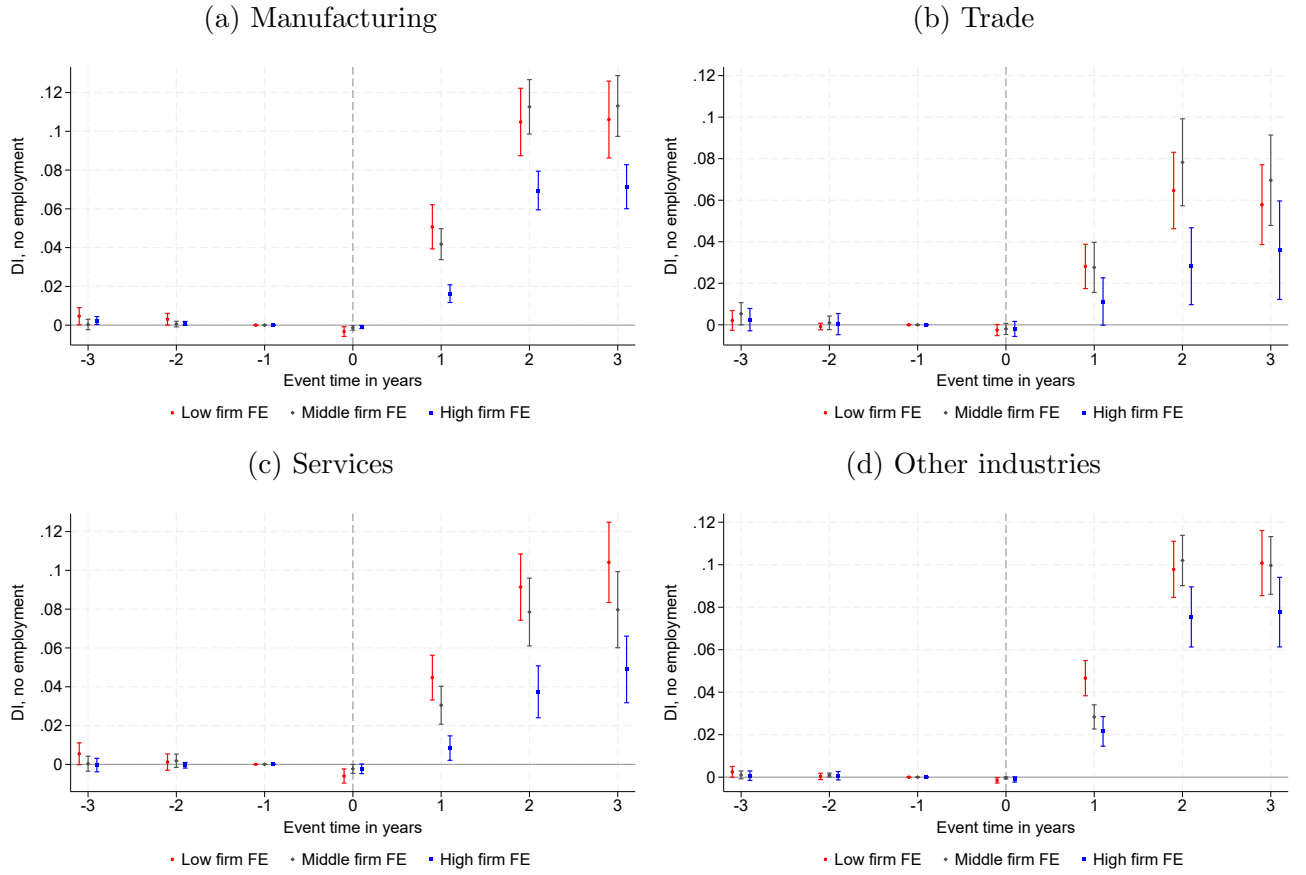 (a) Manufacturing
(b) Trade
DI, no employment
.12
.1
.08
.06
.04
.02
0
-3 -2 -1 0 1 2 3
Event time in years
Low firm FE Middle firm FE High firm FE
DI, no employment
.12
.1
.08
.06
.04
.02
0
-3 -2 -1 0 1 2 3
Event time in years
Low firm FE Middle firm FE High firm FE
(c) Services
(d) Other industries
DI, no employment
.12
.1
.08
.06
.04
.02
0
-3 -2 -1 0 1 2 3
Event time in years
Low firm FE Middle firm FE High firm FE
DI, no employment
.12
.1
.08
.06
.04
.02
0
-3 -2 -1 0 1 2 3
Event time in years
Low firm FE Middle firm FE High firm FE